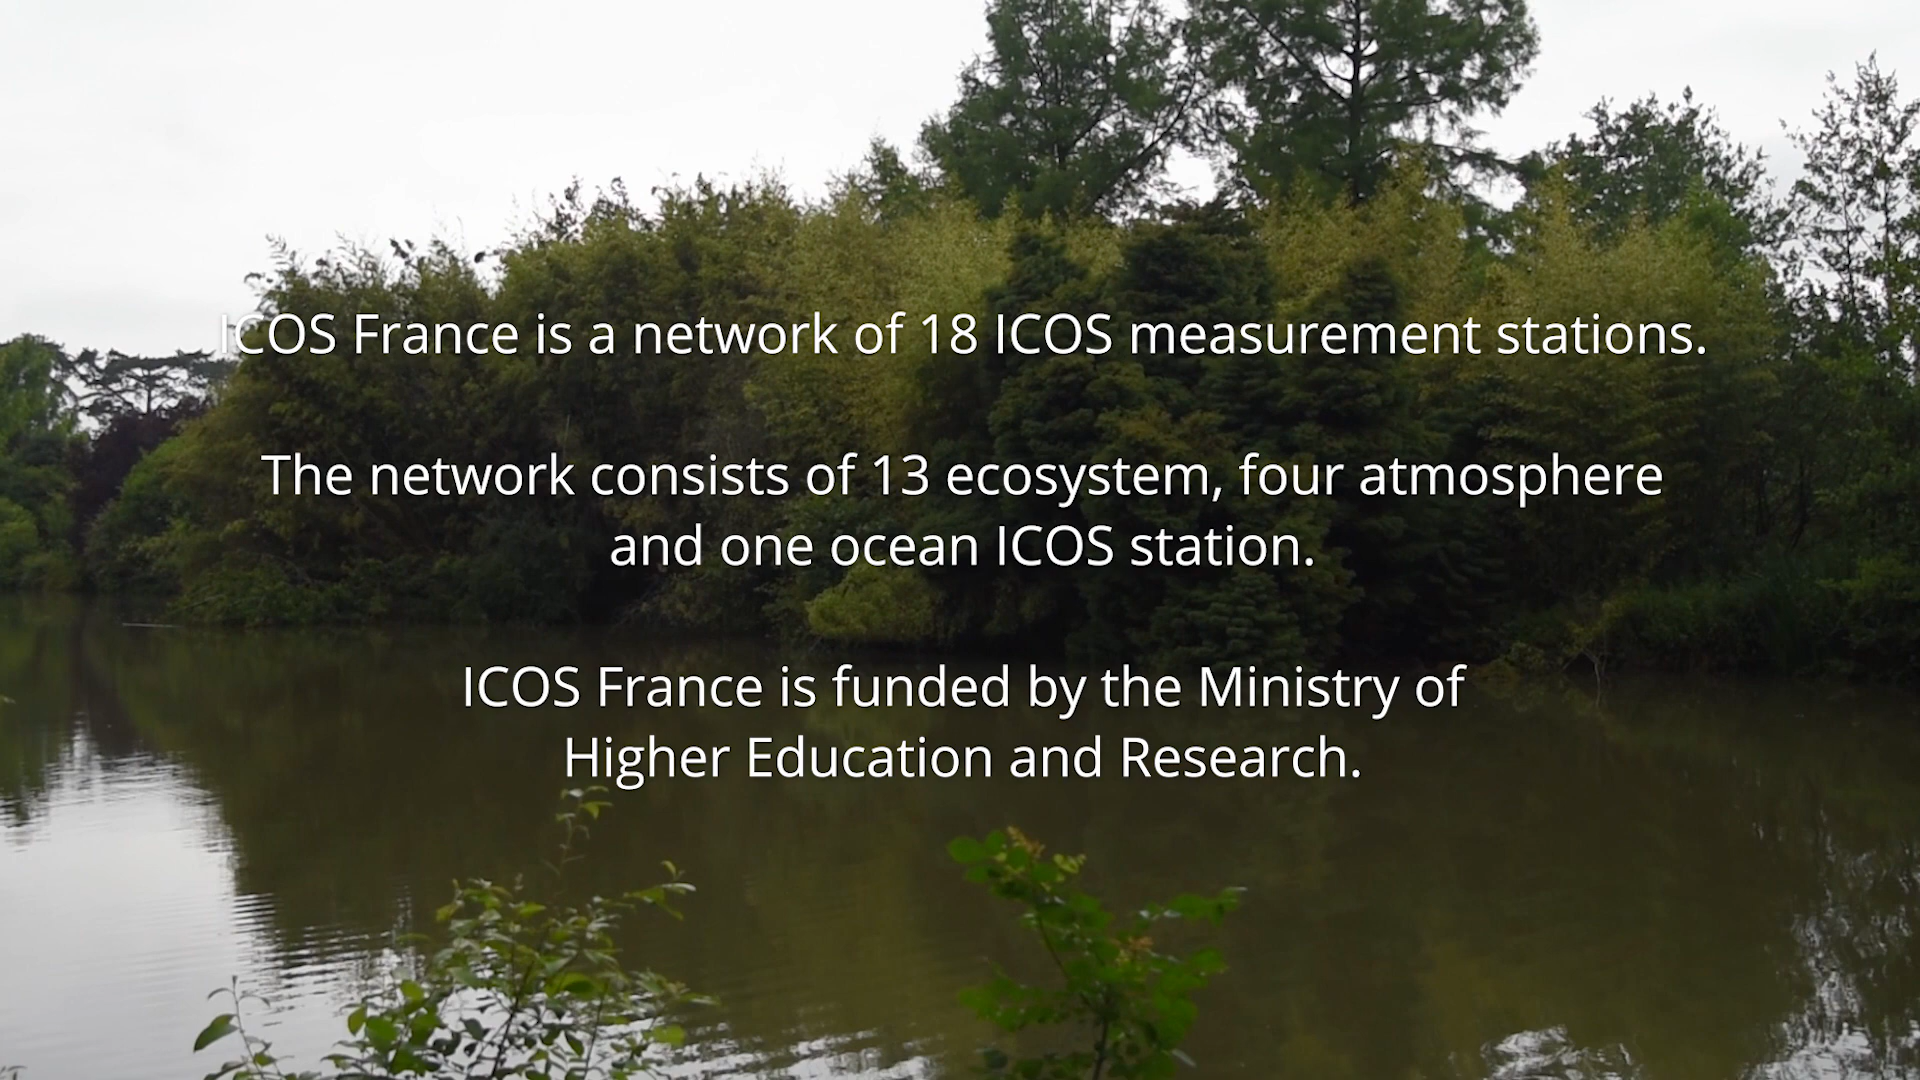 ICOS France is a network of 18 ICOS measurement stations.
The network consists of 13 ecosystem, four atmosphere
and one ocean ICOS station.
ICOS France is funded by the Ministry of
Higher Education and Research.